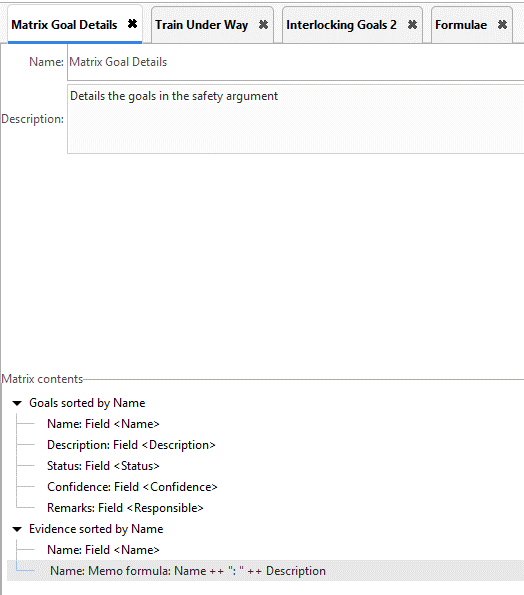 Matrix Goal Details ✖ Train Under Way ✖ Interlocking Goals 2 ✖ Formulae ✖
Name: Matrix Goal Details
Description: Details the goals in the safety argument
Matrix contents
Goals sorted by Name
Name: Field <Name>
Description: Field <Description>
Status: Field <Status>
Confidence: Field <Confidence>
Remarks: Field <Responsible>
Evidence sorted by Name
Name: Field <Name>
Name: Memo formula: Name ++ ": " ++ Description